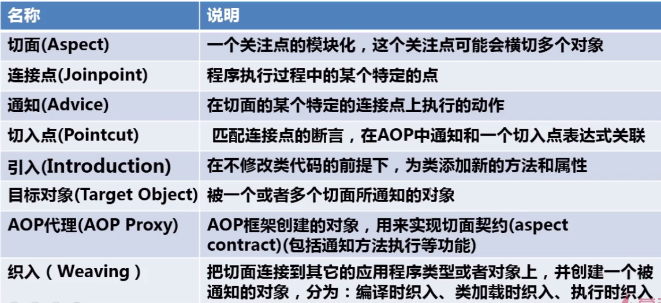 名称 说明
切面(Aspect) 一个关注点的模块化，这个关注点可能会横切多个对象
连接点(Joinpoint) 程序执行过程中的某个特定的点
通知(Advice) 在切面的某个特定的连接点上执行的动作
切入点(Pointcut) 匹配连接点的断言，在AOP中通知和一个切入点表达式关联
引入(Introduction) 在不修改类代码的前提下，为类添加新的方法和属性
目标对象(Target Object) 被一个或者多个切面所通知的对象
AOP代理(AOP Proxy) AOP框架创建的对象，用来实现切面契约(aspect
contract)(包括通知方法执行等功能)
织入（Weaving） 把切面连接到其它的应用程序类型或者对象上，并创建一个被
通知的对象，分为：编译时织入、类加载时织入、执行时织入